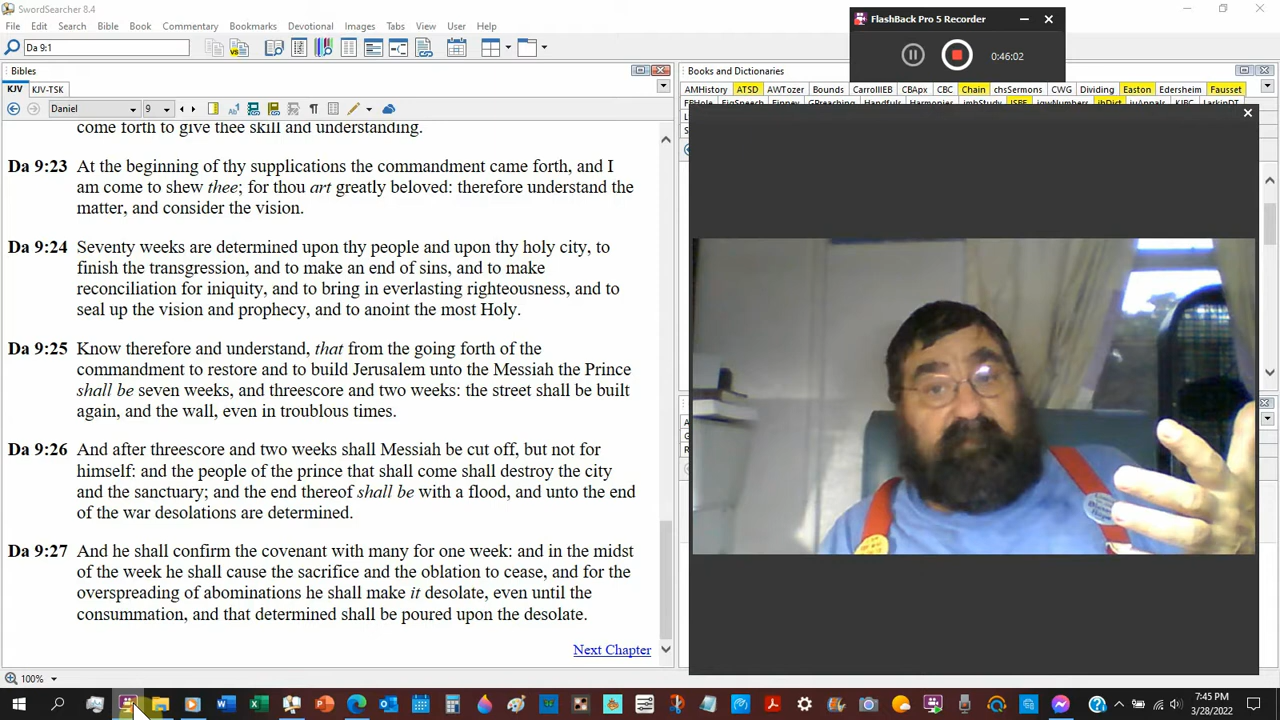 SwordSearcher 8.4
File Edit Bible Book Commentary Bookmarks Devotional Images Tabs View User Help
Da 9:1
FlashBack Pro 5 Recorder
0:46:02
Bibles
KJV KJV-TSK
Daniel 9
come forth to give thee skill and understanding.
Da 9:23 At the beginning of thy supplications the commandment came forth, and I
am come to shew thee; for thou art greatly beloved: therefore understand the
matter, and consider the vision.
Da 9:24 Seventy weeks are determined upon thy people and upon thy holy city, to
finish the transgression, and to make an end of sins, and to make
reconciliation for iniquity, and to bring in everlasting righteousness, and to
seal up the vision and prophecy, and to anoint the most Holy.
Da 9:25 Know therefore and understand, that from the going forth of the
commandment to restore and to build Jerusalem unto the Messiah the Prince
shall be seven weeks, and threescore and two weeks: the street shall be built
again, and the wall, even in troublous times.
Da 9:26 And after threescore and two weeks shall Messiah be cut off, but not for
himself: and the people of the prince that shall come shall destroy the city
and the sanctuary; and the end thereof shall be with a flood, and unto the end
of the war desolations are determined.
Da 9:27 And he shall confirm the covenant with many for one week: and in the midst
of the week he shall cause the sacrifice and the oblation to cease, and for the
overspreading of abominations he shall make it desolate, even until the
consummation, and that determined shall be poured upon the desolate.
Next Chapter
100%
Books and Dictionaries
AMHistory ATSD AWTozer Bounds CarrollIEB CBApx CBC Chain chsSermons CWG Dividing Easton Edersheim Fausset
7:45 PM
3/28/2022